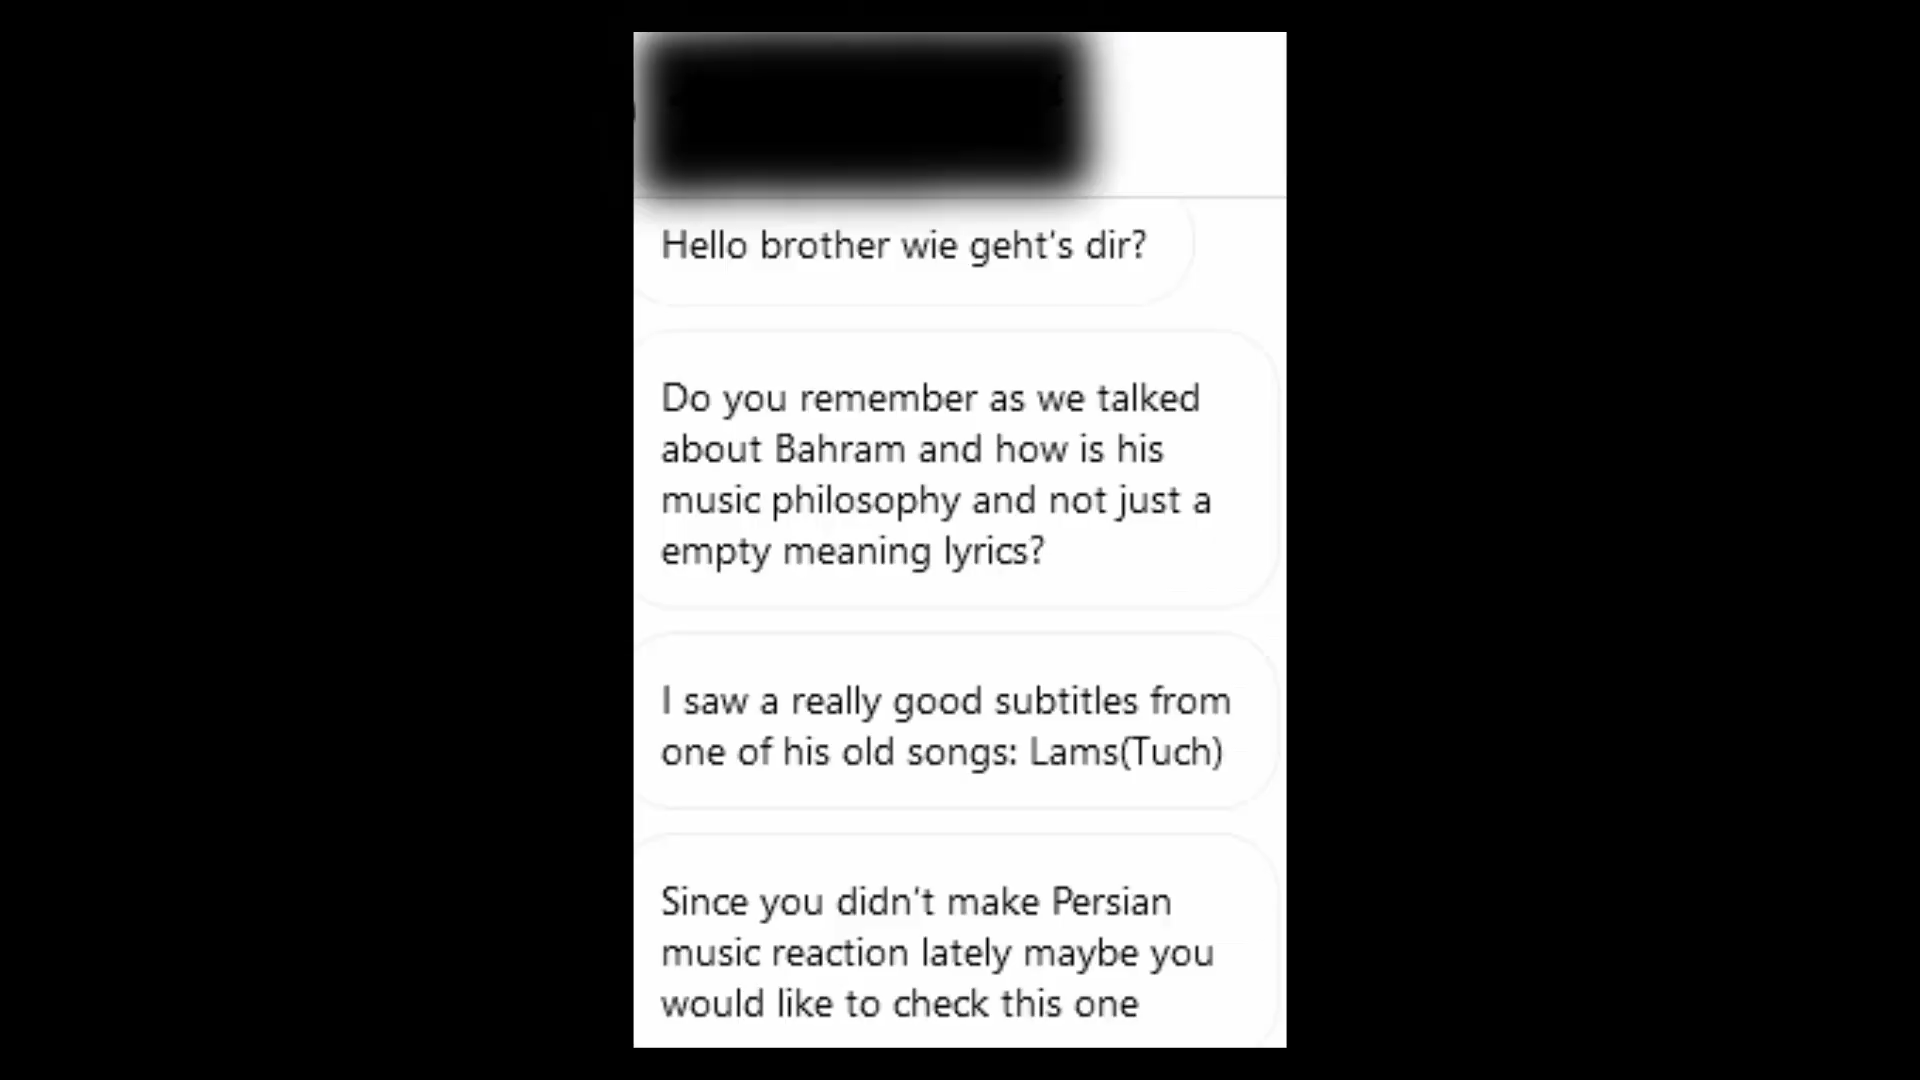 Hello brother wie geht's dir?
Do you remember as we talked
about Bahram and how is his
music philosophy and not just a
empty meaning lyrics?
I saw a really good subtitles from
one of his old songs: Lams(Tuch)
Since you didn't make Persian
music reaction lately maybe you
would like to check this one